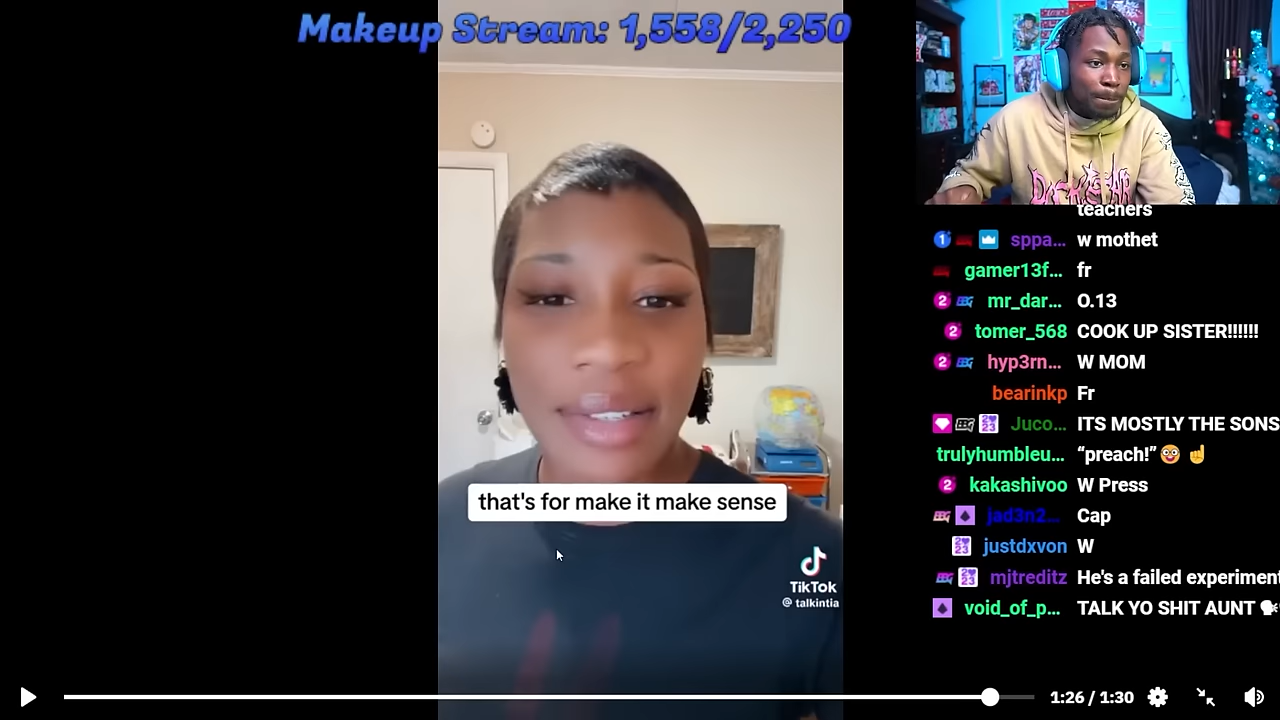 Makeup Stream: 1,558/2,250
teachers
sppa... w mothet
gamer13f... fr
mr_dar... O.13
tomer_568 COOK UP SISTER!!!!!!
hyp3rn... W MOM
bearinkp Fr
Juco... ITS MOSTLY THE SONS
trulyhumbleu... “preach!”🤓☝️
kakashivoo W Press
jad3n2... Cap
justdxvon W
mjtreditz He's a failed experiment
void_of_p... TALK YO SHIT AUNT 🗣
that's for make it make sense
TikTok
@ talkintia
1:26 / 1:30